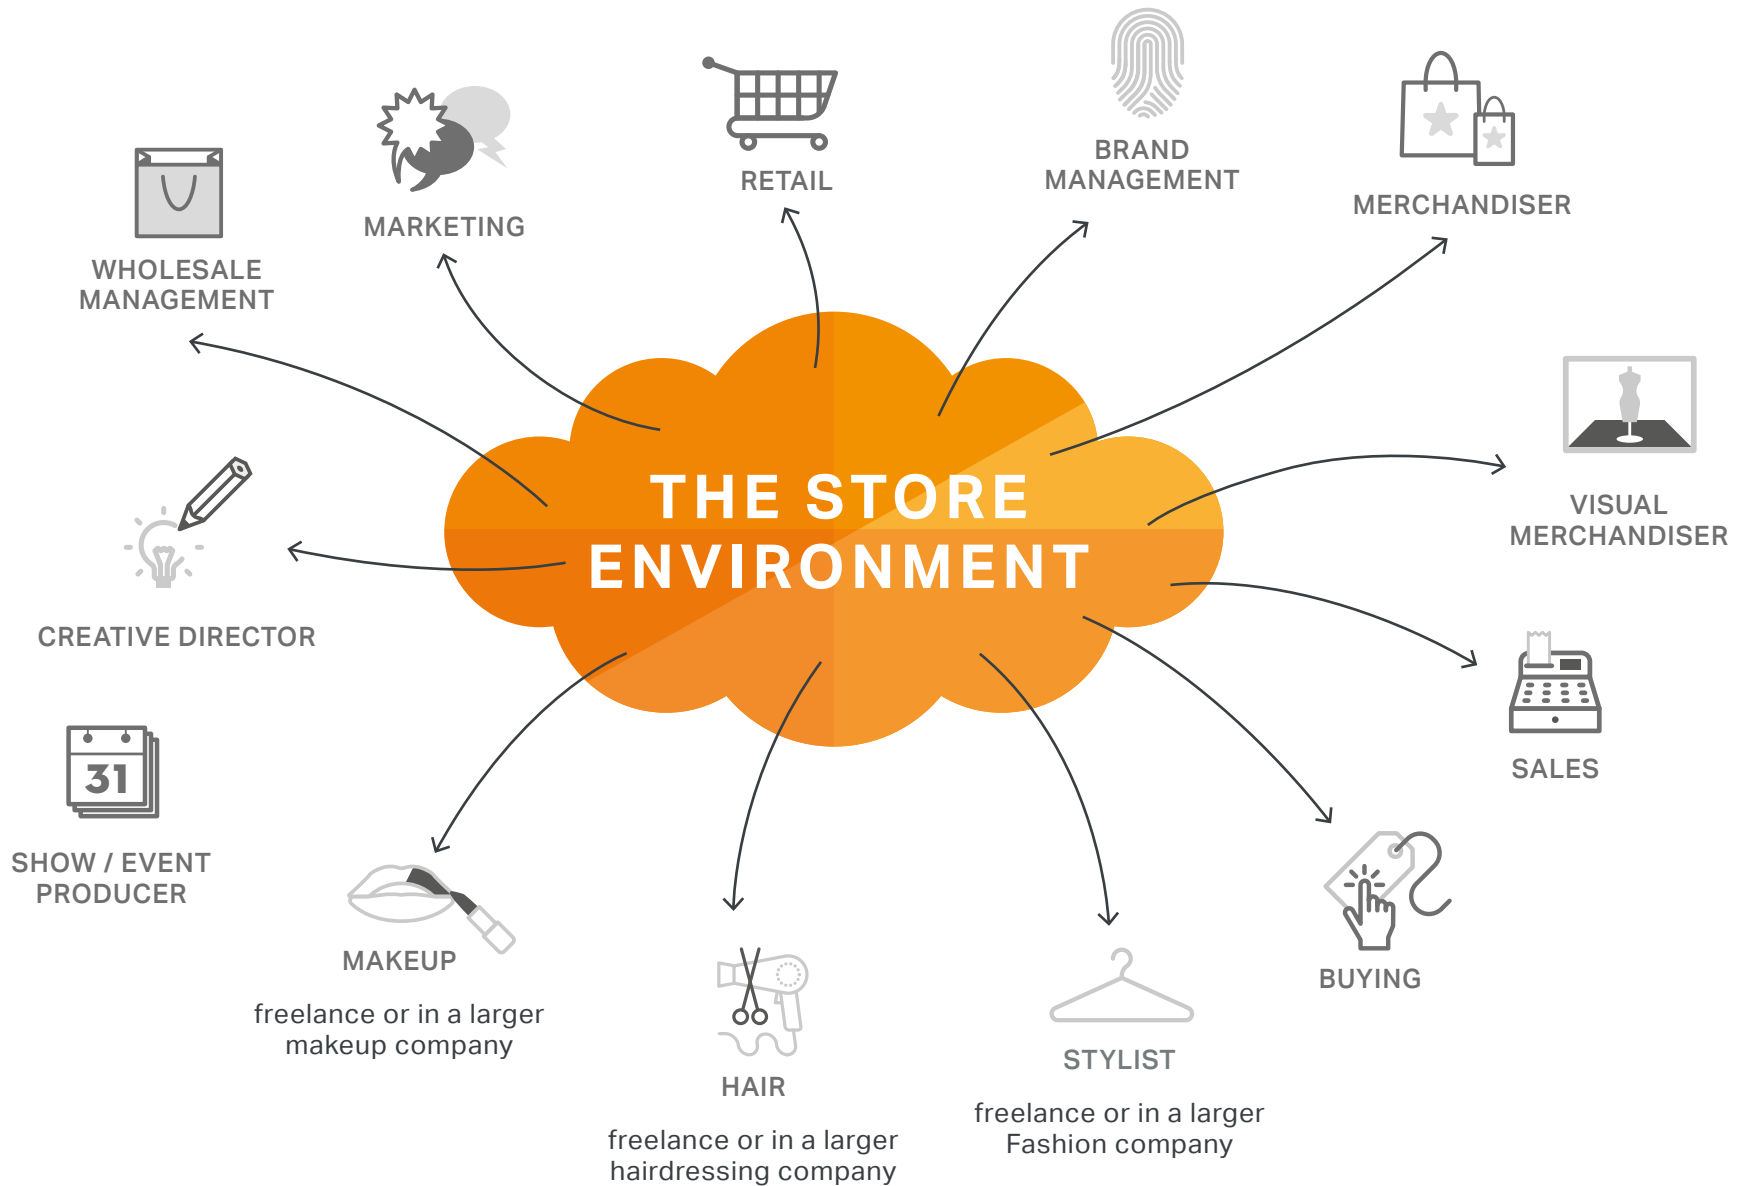 WHOLESALE
MANAGEMENT
MARKETING
RETAIL
BRAND
MANAGEMENT
MERCHANDISER
THE STORE
ENVIRONMENT
VISUAL
MERCHANDISER
CREATIVE DIRECTOR
SALES
31
SHOW / EVENT
PRODUCER
MAKEUP
freelance or in a larger
makeup company
HAIR
freelance or in a larger
hairdressing company
STYLIST
freelance or in a larger
Fashion company
BUYING